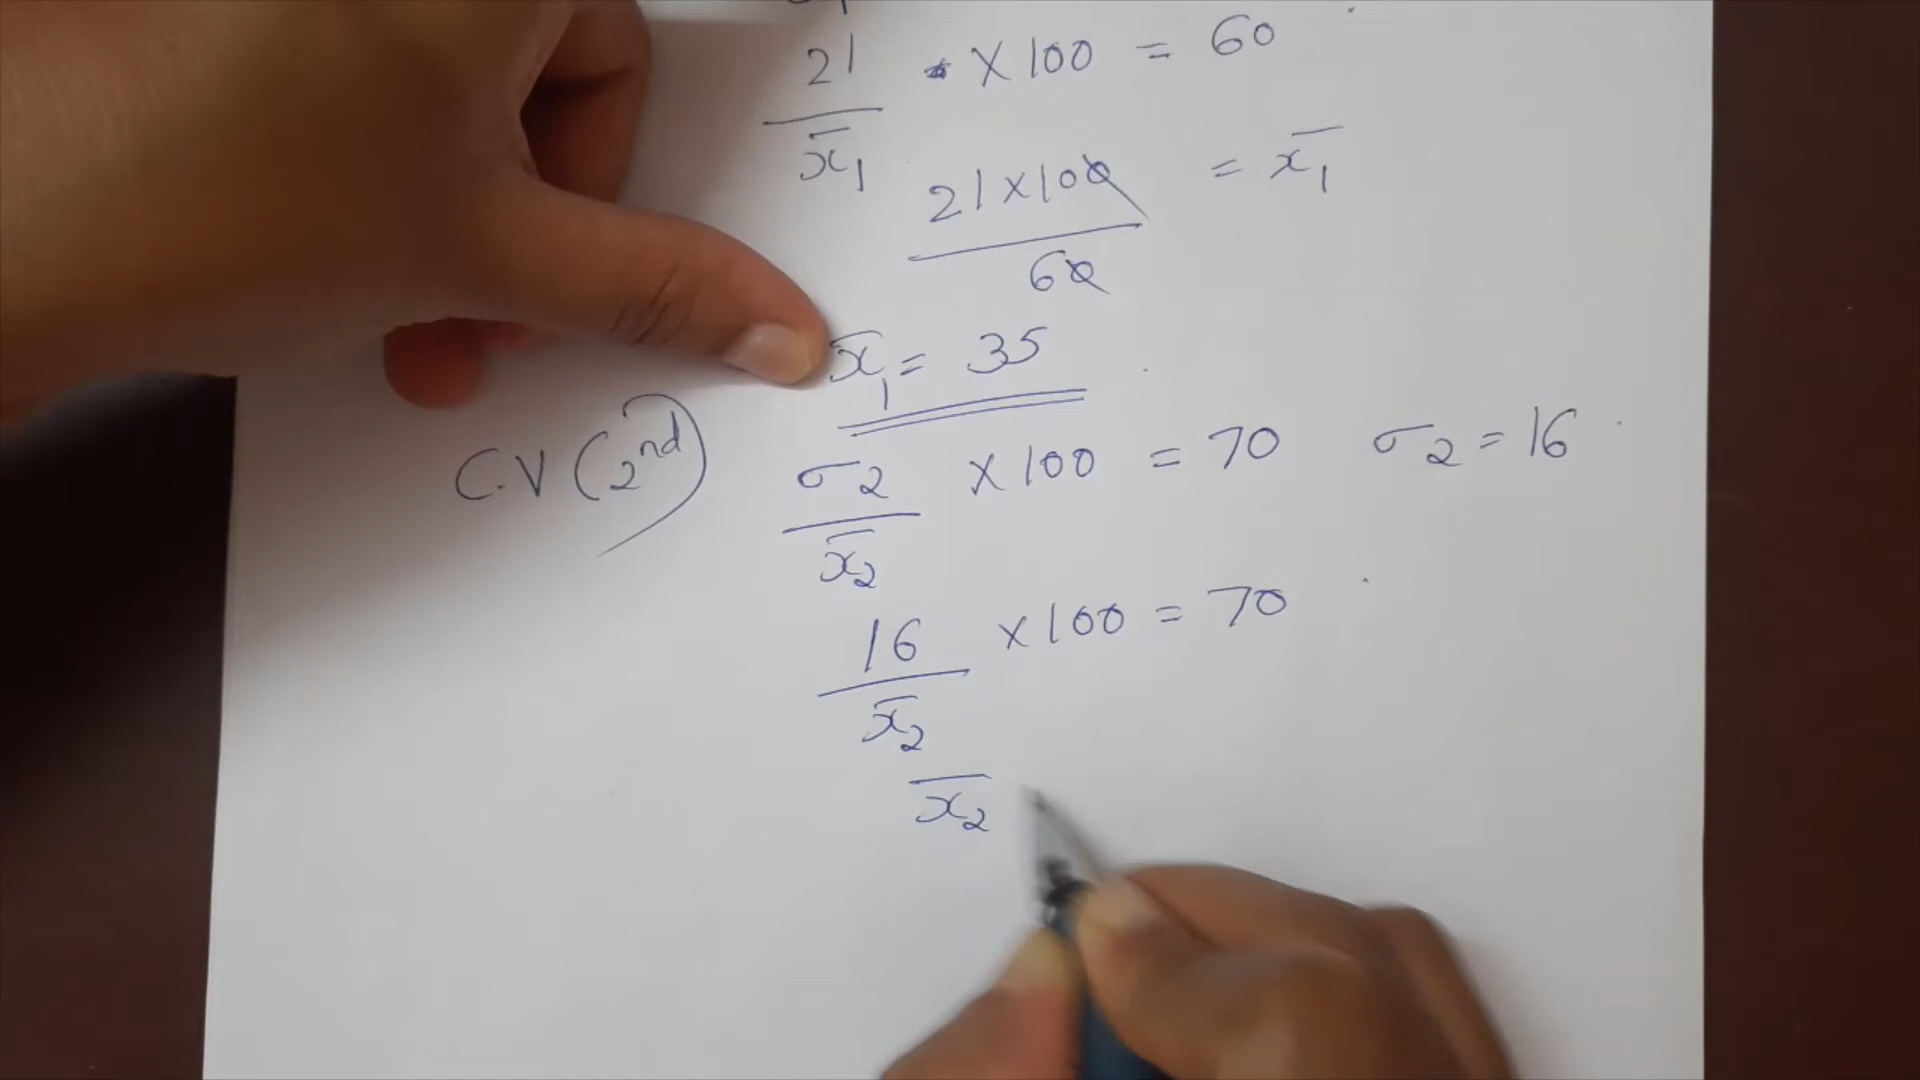 21/x̄₁ × 100 = 60
21×100/60 = x̄₁
x̄₁ = 35
C.V (2nd) σ2/x̄₂ × 100 = 70 σ2 = 16
16/x̄₂ × 100 = 70
x̄₂